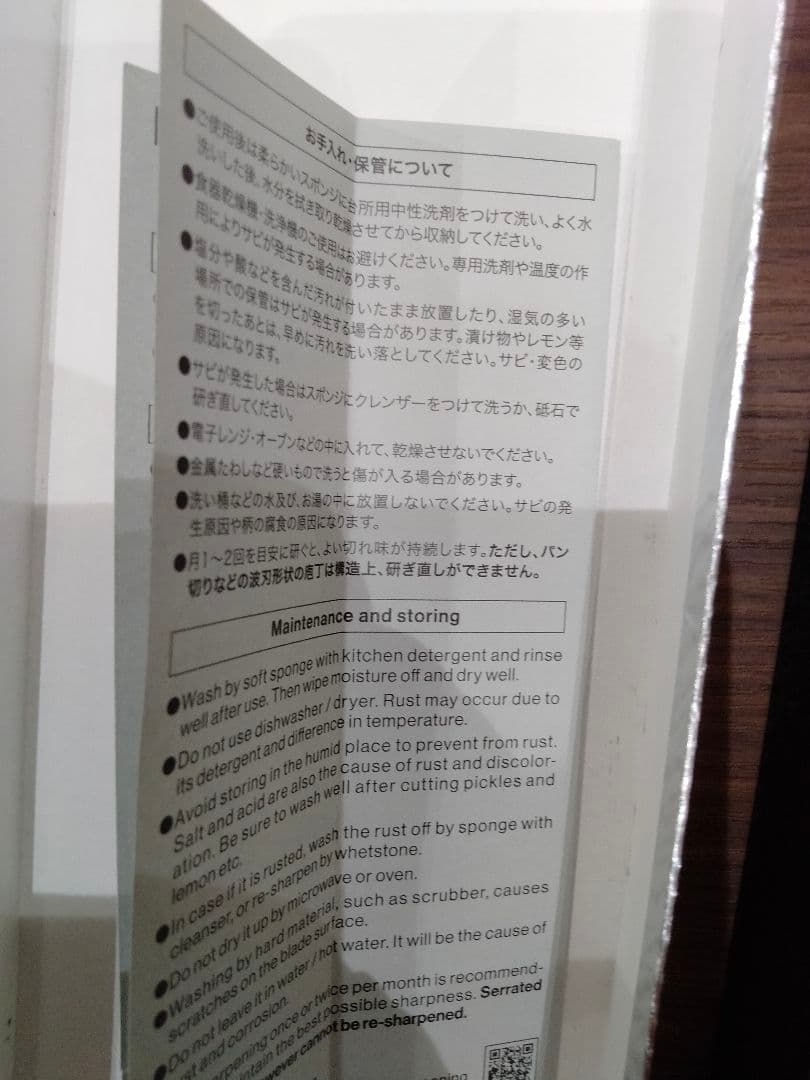 お手入れ・保管について
●ご使用後は柔らかいスポンジに台所用中性洗剤をつけて洗い、よく水
洗いした後、水分を拭き取り乾燥させてから収納してください。
●食器乾燥機・洗浄機のご使用はお避けください。専用洗剤や温度の作
用によりサビが発生する場合があります。
●塩分や酸などを含んだ汚れが付いたまま放置したり、湿気の多い
場所での保管はサビが発生する場合があります。漬け物やレモン等
を切ったあとは、早めに汚れを洗い落としてください。サビ・変色の
原因になります。
●サビが発生した場合はスポンジにクレンザーをつけて洗うか、砥石で
研ぎ直してください。
●電子レンジ・オーブンなどの中に入れて、乾燥させないでください。
●金属たわしなど硬いもので洗うと傷が入る場合があります。
●洗い桶などの水及び、お湯の中に放置しないでください。サビの発
生原因や柄の腐食の原因になります。
●月1～2回を目安に研ぐと、よい切れ味が持続します。ただし、パン
切りなどの波刃形状の庖丁は構造上、研ぎ直しができません。
Maintenance and storing
●Wash by soft sponge with kitchen detergent and rinse
well after use. Then wipe moisture off and dry well.
●Do not use dishwasher / dryer. Rust may occur due to
its detergent and difference in temperature.
●Avoid storing in the humid place to prevent from rust.
Salt and acid are also the cause of rust and discolor-
ation. Be sure to wash well after cutting pickles and
lemon etc.
●In case if it is rusted, wash the rust off by sponge with
cleanser, or re-sharpen by whetstone.
●Do not dry it up by microwave or oven.
●Washing by hard material, such as scrubber, causes
scratches on the blade surface.
●Do not leave it in water / hot water. It will be the cause of
and corrosion.
once or twice per month is recommend-
the best possible sharpness. Serrated
cannot be re-sharpened.